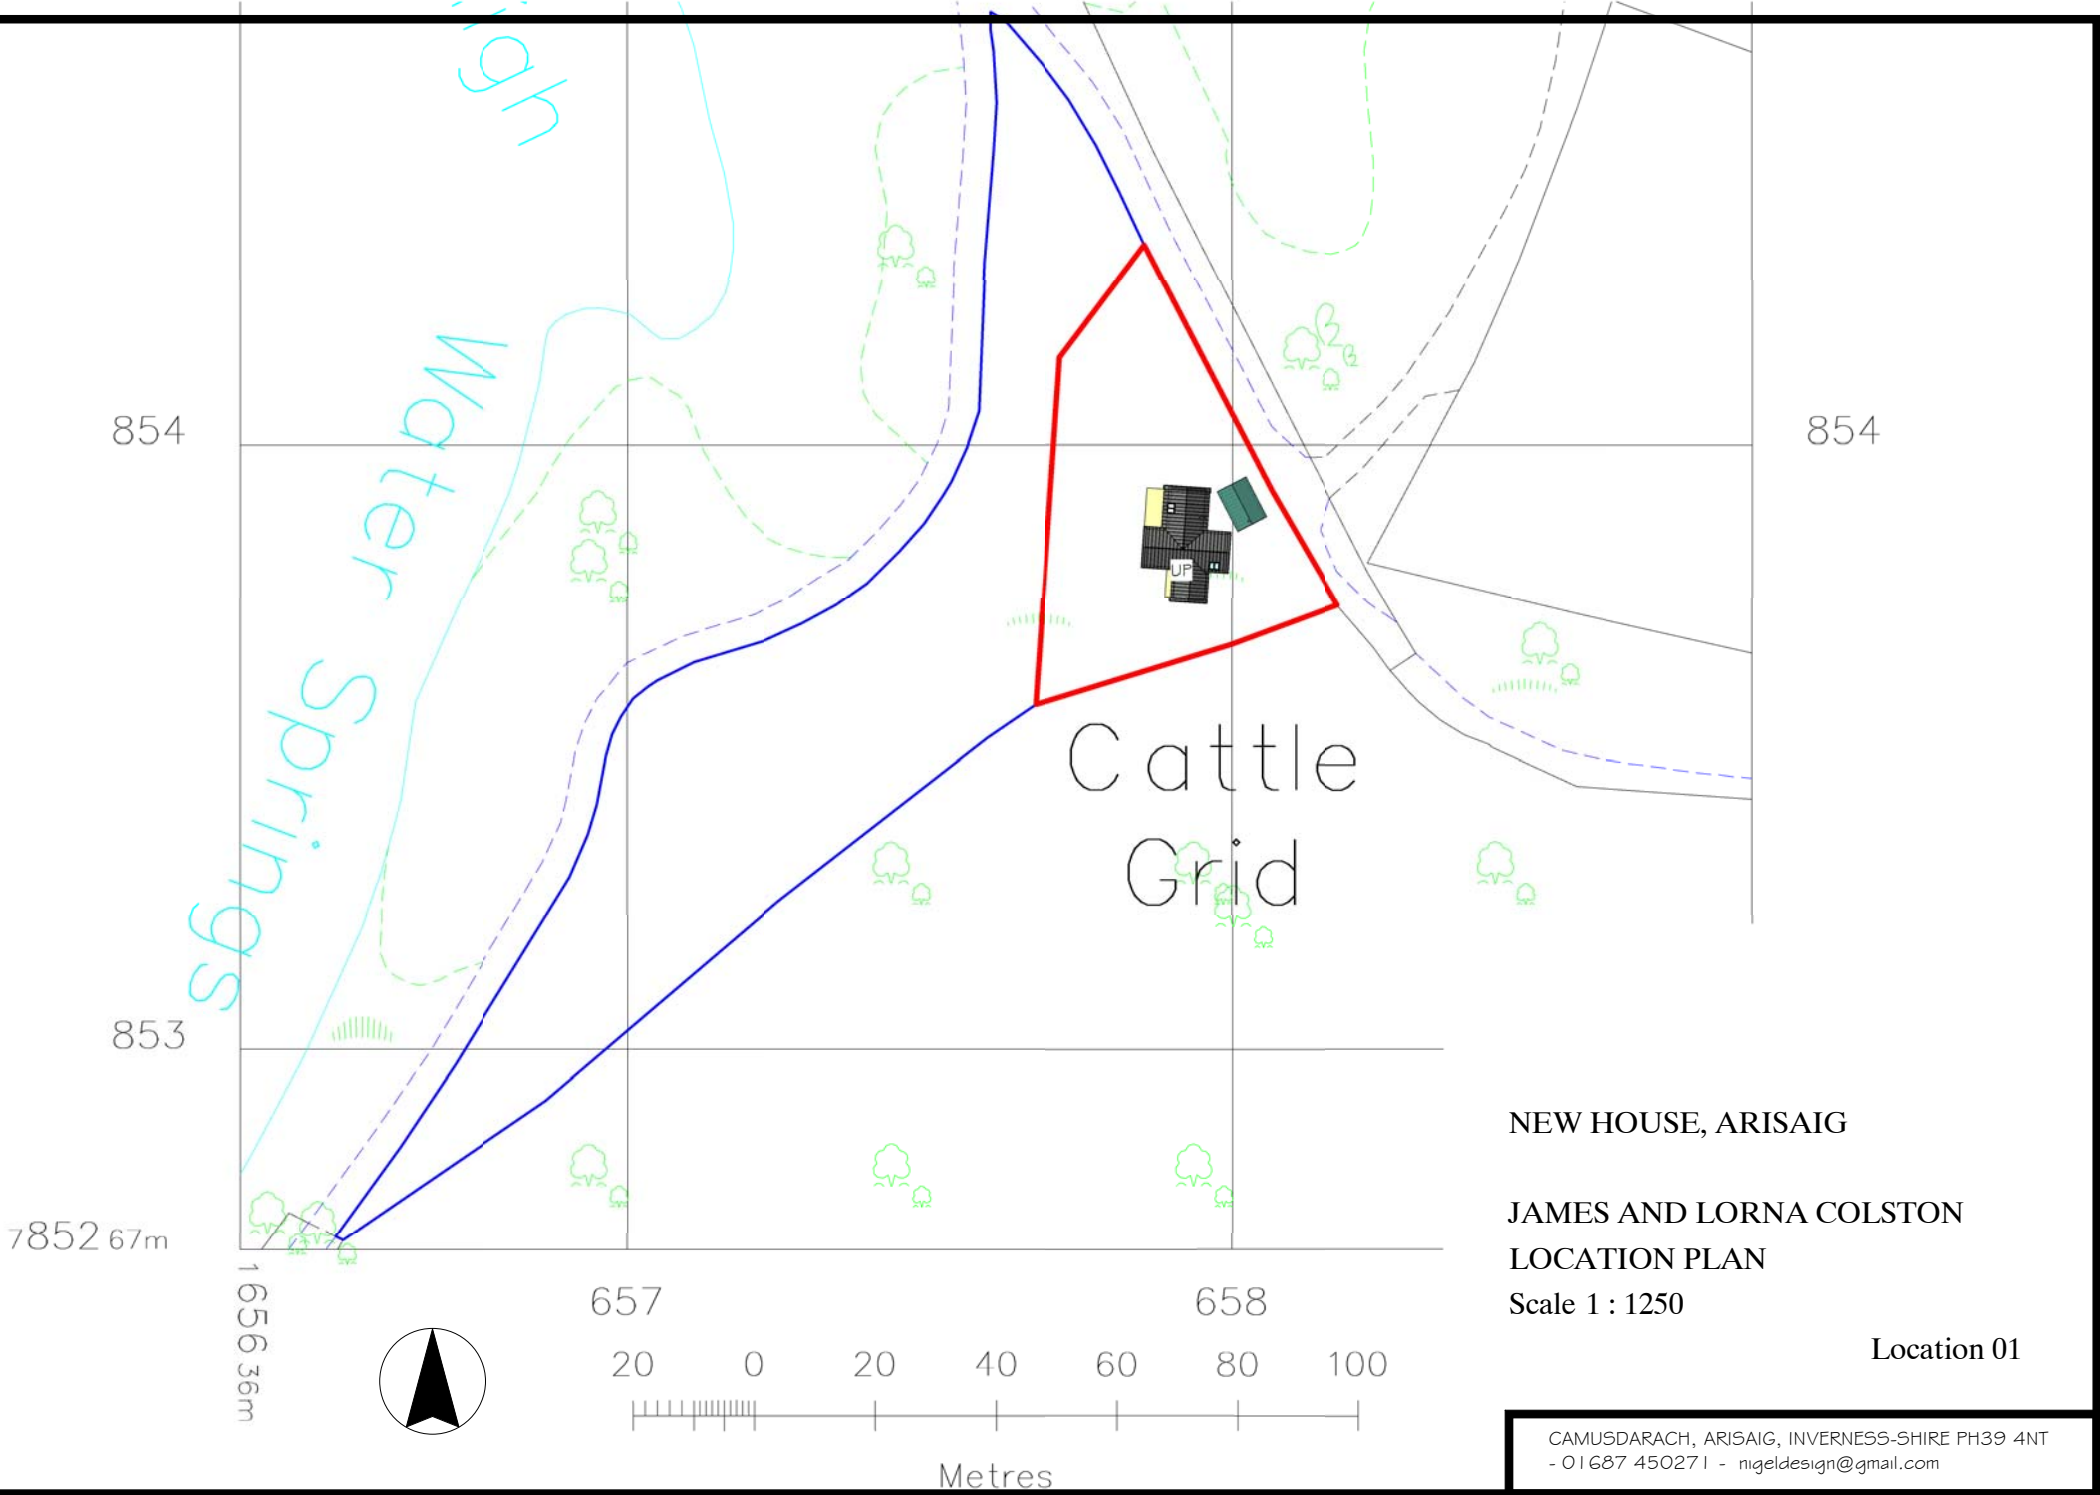 gh
Water Springs
854
854
UP
Cattle
Grid
853
7852 67m
1656 36m
657
658
20 0 20 40 60 80 100
Metres
NEW HOUSE, ARISAIG
JAMES AND LORNA COLSTON
LOCATION PLAN
Scale 1 : 1250
Location 01
CAMUSDARACH, ARISAIG, INVERNESS-SHIRE PH39 4NT
- 01687 450271 - nigeldesign@gmail.com